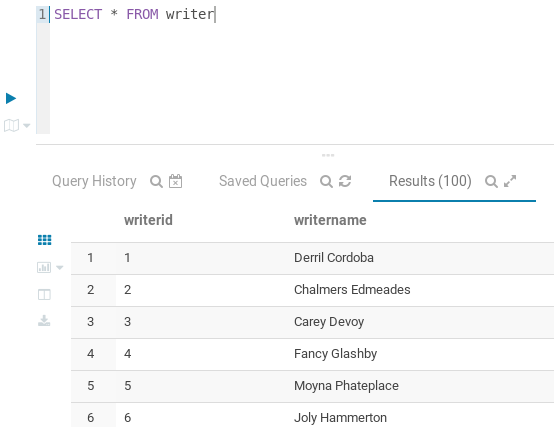 1 SELECT * FROM writer
Query History Saved Queries Results (100)
writerid writername
1 1 Derril Cordoba
2 2 Chalmers Edmeades
3 3 Carey Devoy
4 4 Fancy Glashby
5 5 Moyna Phateplace
6 6 Joly Hammerton